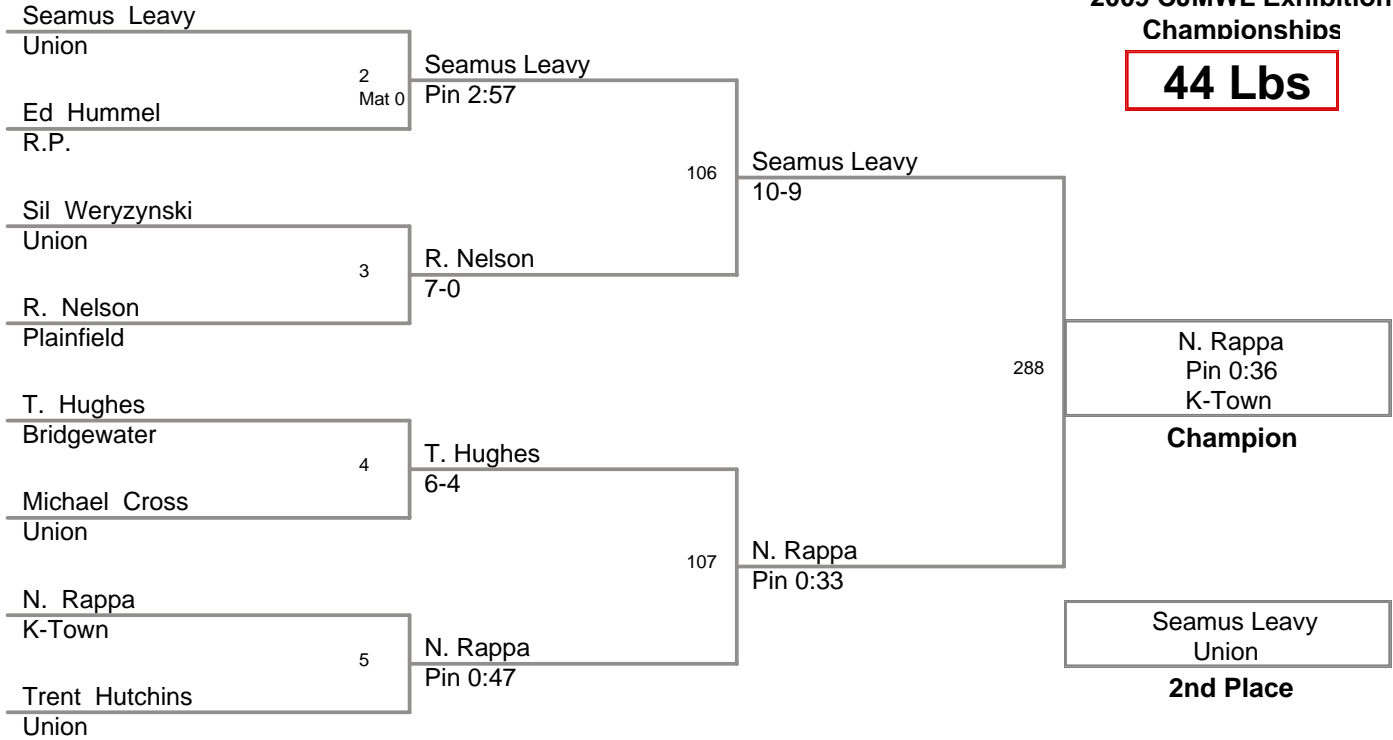 Championships
44 Lbs
Seamus Leavy
Union
2
Mat 0
Ed Hummel
R.P.
Seamus Leavy
Pin 2:57
106
Seamus Leavy
10-9
Sil Weryzynski
Union
3
R. Nelson
Plainfield
R. Nelson
7-0
288
N. Rappa
Pin 0:36
K-Town
Champion
T. Hughes
Bridgewater
4
Michael Cross
Union
T. Hughes
6-4
107
N. Rappa
Pin 0:33
N. Rappa
K-Town
5
Trent Hutchins
Union
N. Rappa
Pin 0:47
Seamus Leavy
Union
2nd Place